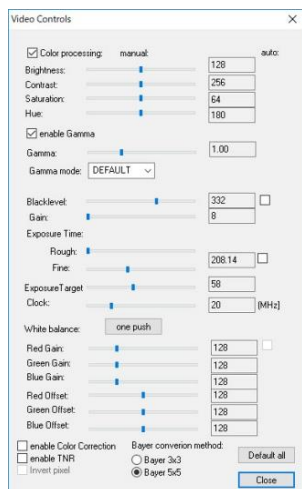 Video Controls
Color processing: manual: auto:
Brightness: 128
Contrast: 256
Saturation: 64
Hue: 180
enable Gamma
Gamma: 1.00
Gamma mode: DEFAULT
Blacklevel: 332
Gain: 8
Exposure Time:
Rough:
Fine: 208.14
ExposureTarget 58
Clock: 20 [MHz]
White balance: one push
Red Gain: 128
Green Gain: 128
Blue Gain: 128
Red Offset: 128
Green Offset: 128
Blue Offset: 128
enable Color Correction Bayer converion method:
enable TNR Bayer 3x3 Default all
Invert pixel Bayer 5x5
Close